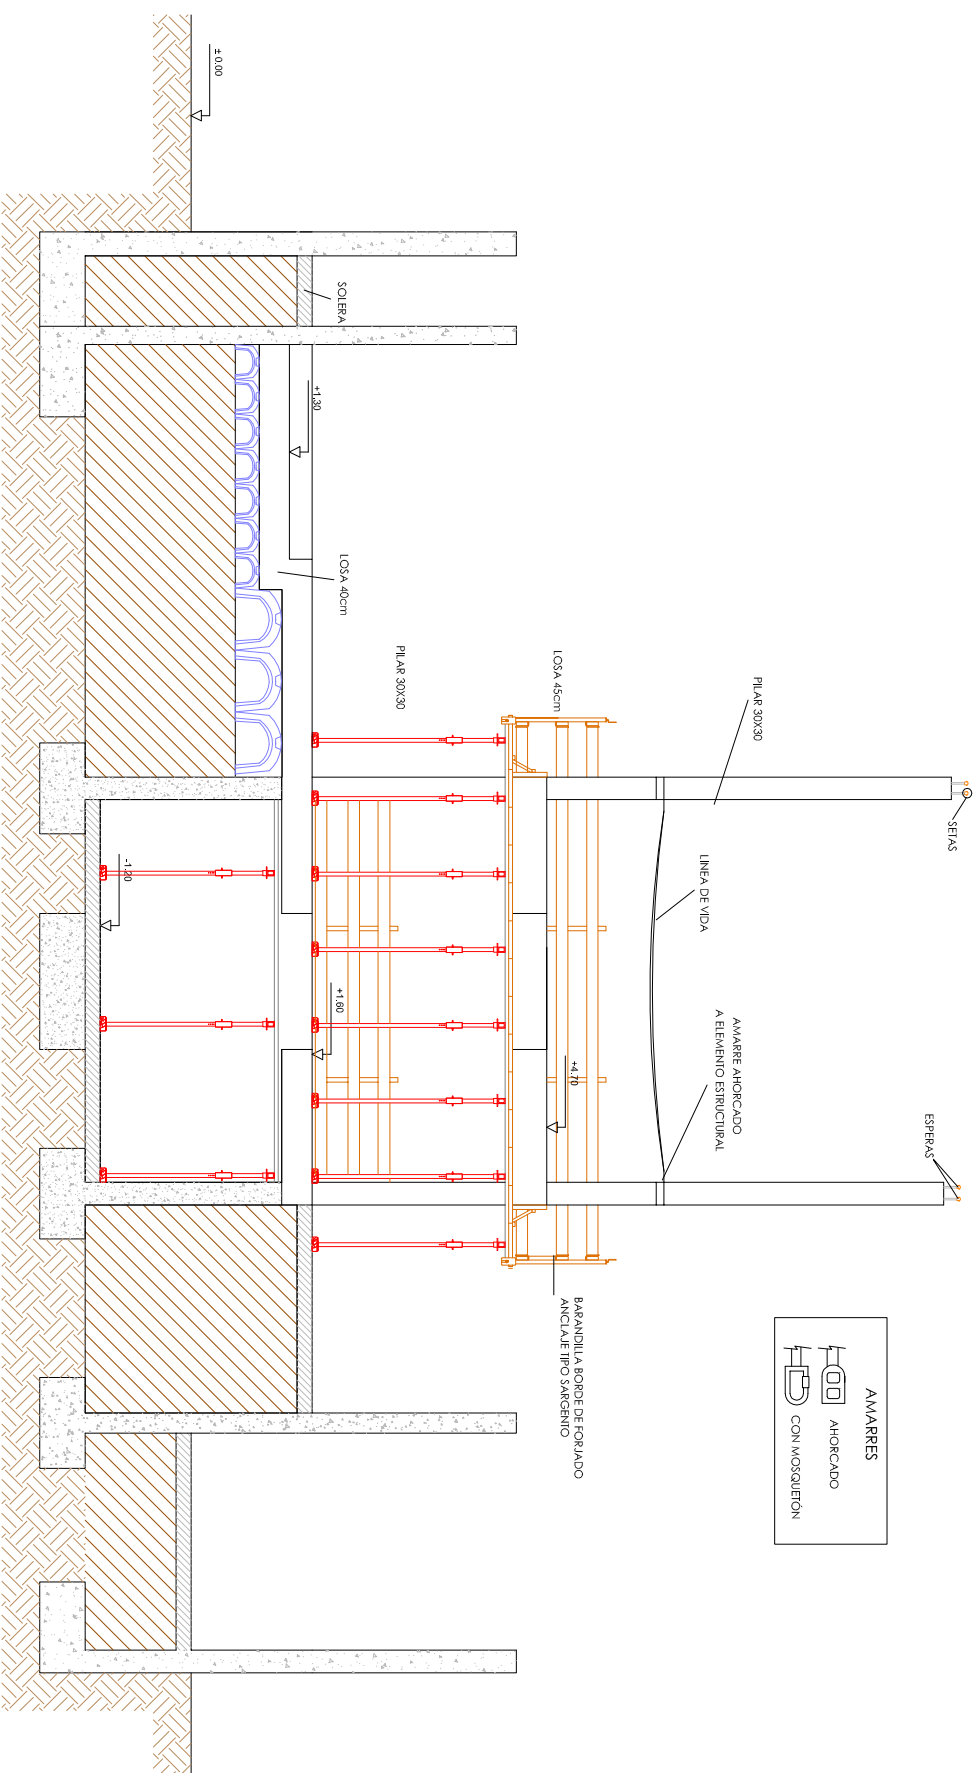 SETAS
ESPERAS
PILAR 30X30
LINEA DE VIDA
AMARRE AHORCADO
A ELEMENTO ESTRUCTURAL
AMARRES
AHORCADO
CON MOSQUETÓN
LOSA 45cm
+4.70
BARANDILLA BORDE DE FORJADO
ANCLAJE TIPO SARGENTO
PILAR 30X30
SOLERA
+1.30
LOSA 40cm
+1.60
± 0.00
-1.20